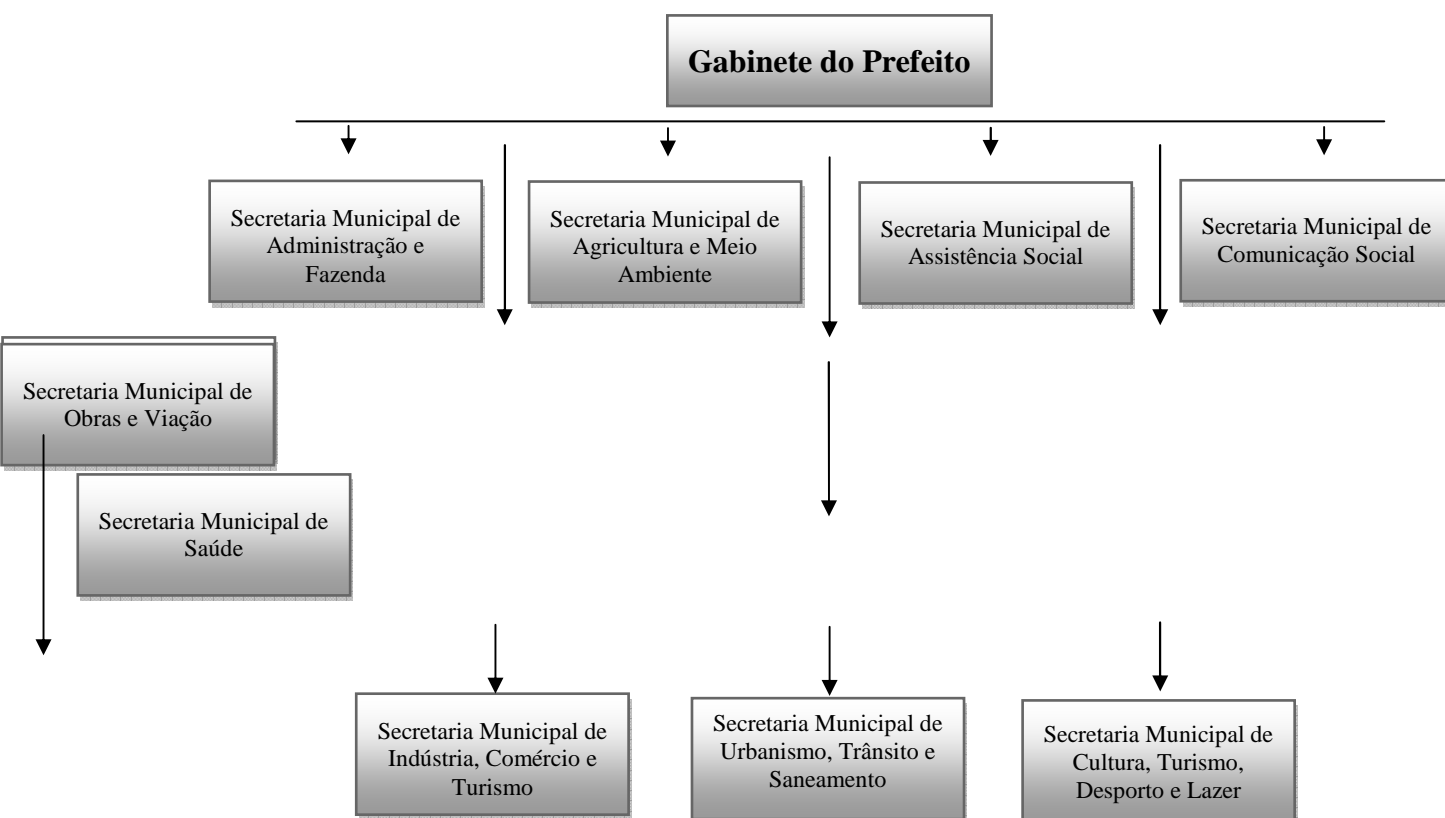 Gabinete do Prefeito
Secretaria Municipal de
Administração e
Fazenda
Secretaria Municipal de
Agricultura e Meio
Ambiente
Secretaria Municipal de
Assistência Social
Secretaria Municipal de
Comunicação Social
Secretaria Municipal de
Obras e Viação
Secretaria Municipal de
Saúde
Secretaria Municipal de
Indústria, Comércio e
Turismo
Secretaria Municipal de
Urbanismo, Trânsito e
Saneamento
Secretaria Municipal de
Cultura, Turismo,
Desporto e Lazer